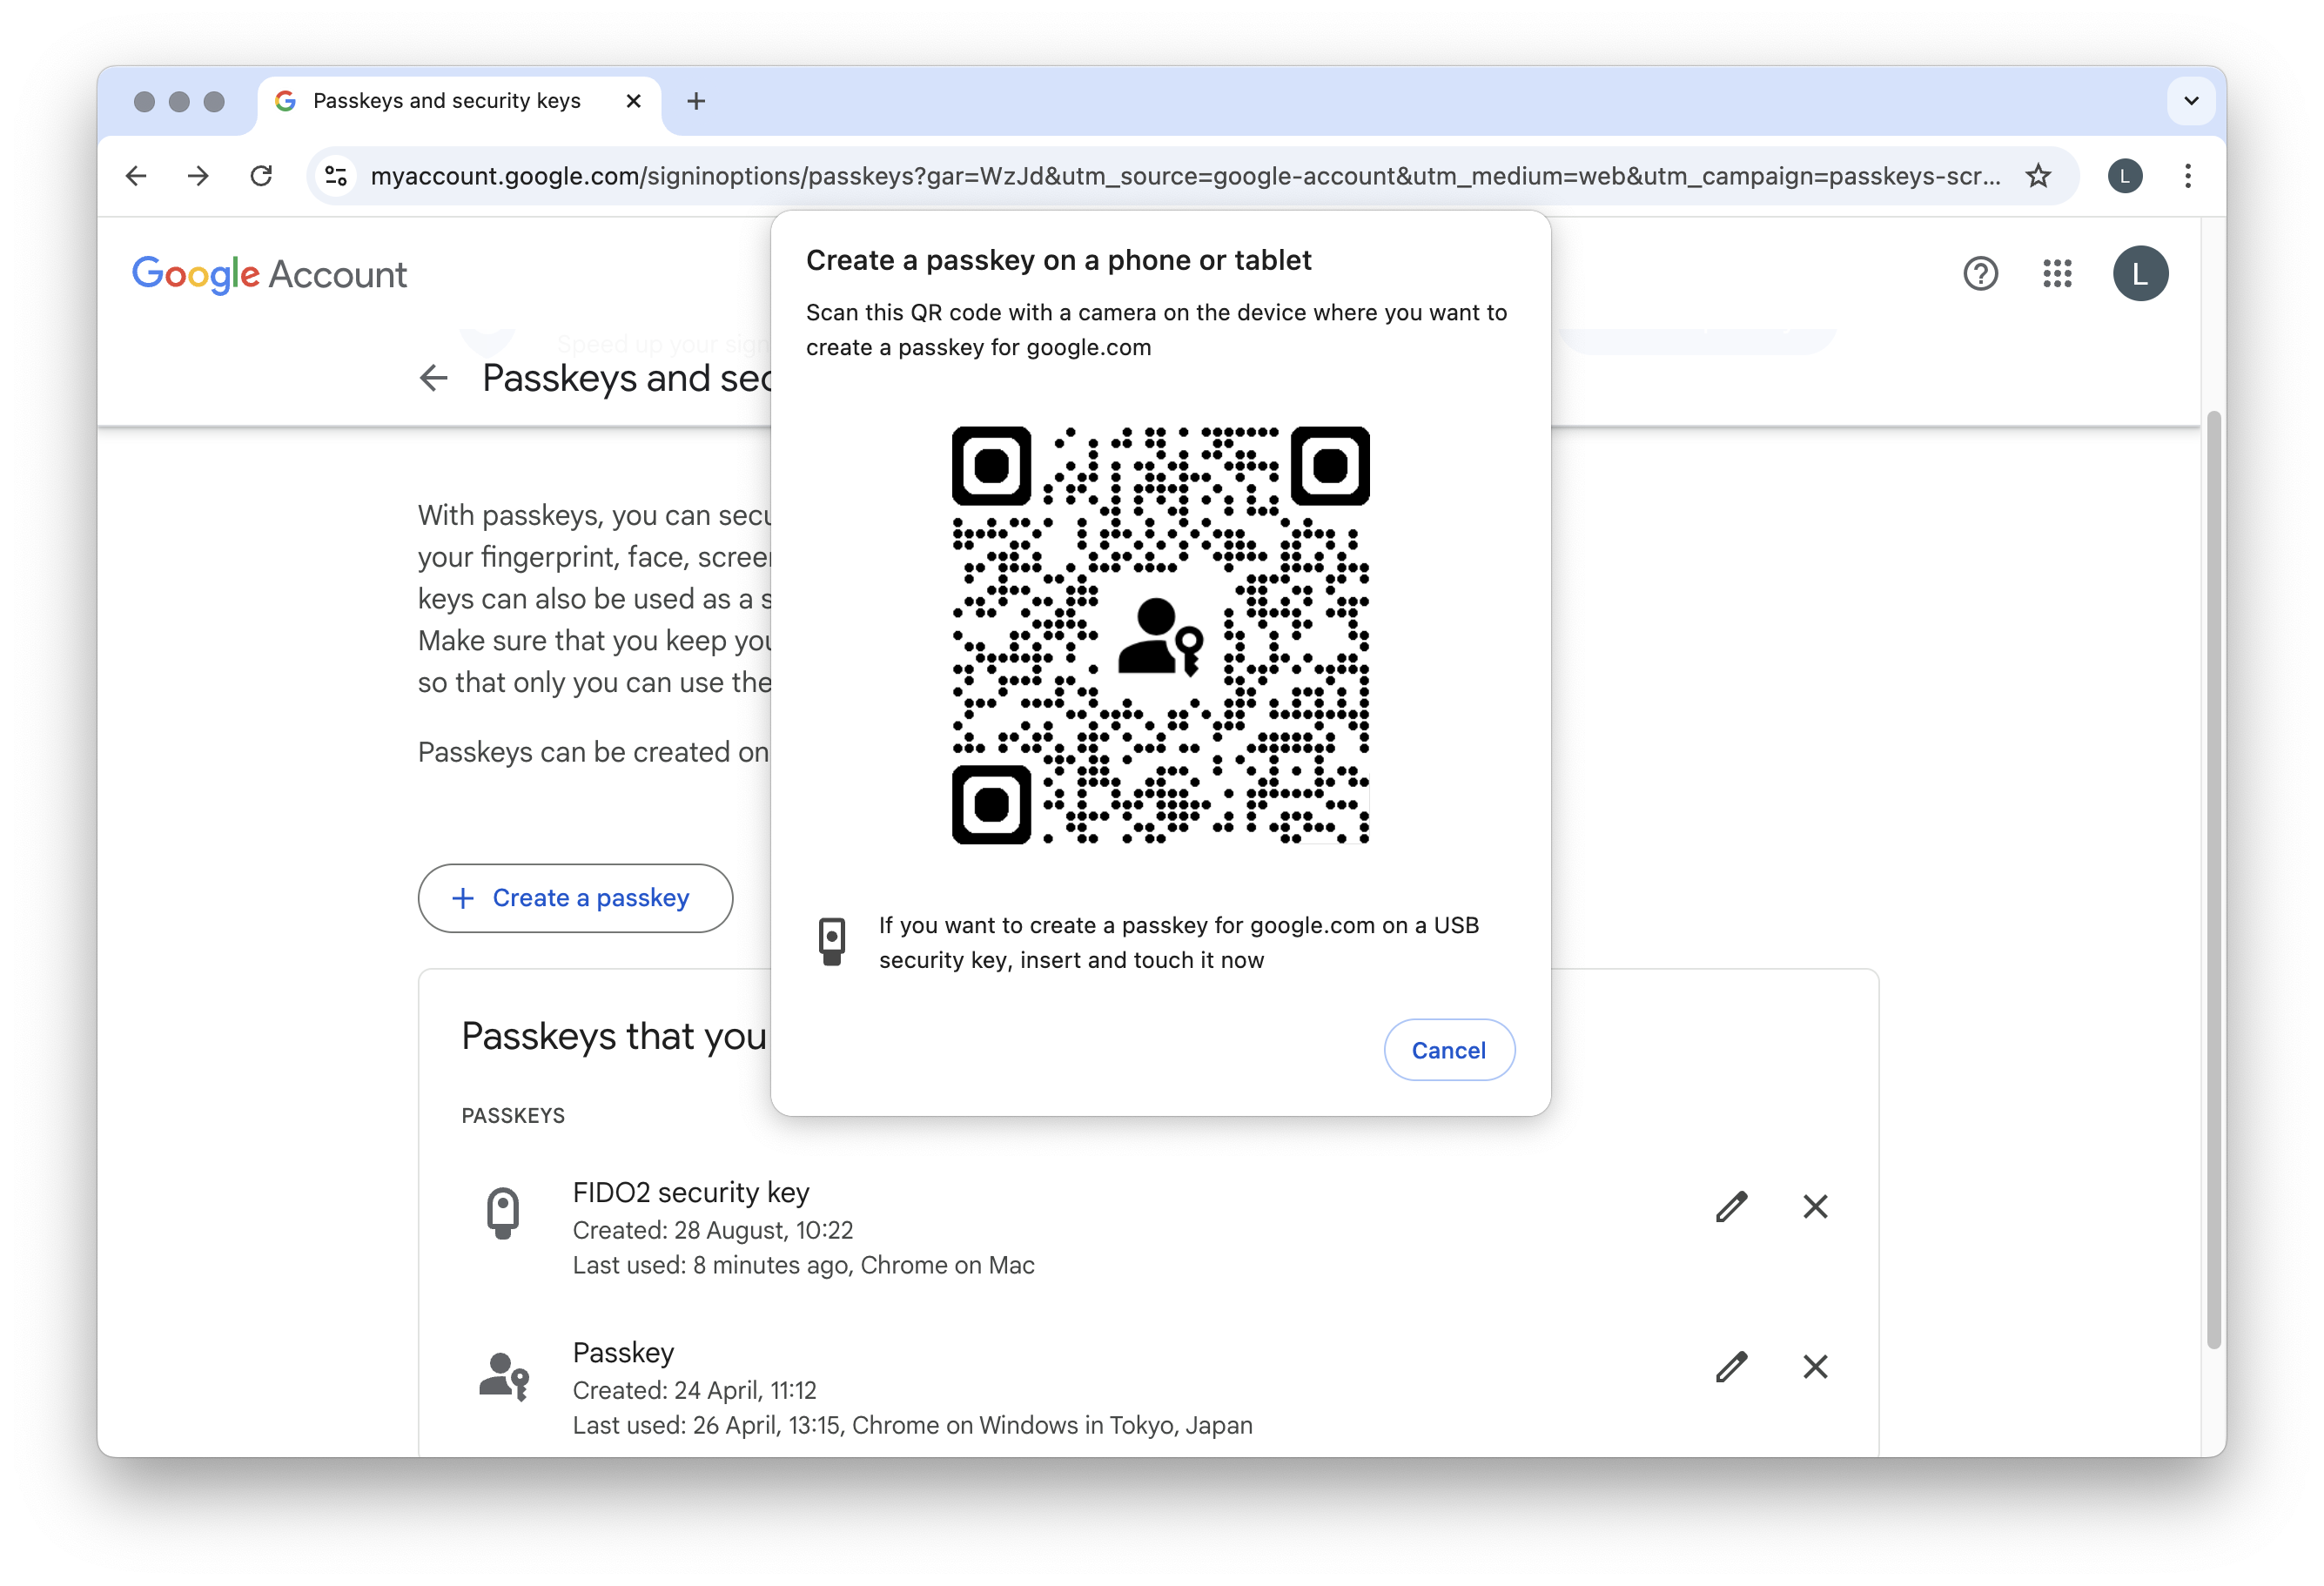 Passkeys and security keys
myaccount.google.com/signinoptions/passkeys?gar=WzJd&utm_source=google-account&utm_medium=web&utm_campaign=passkeys-scr...
L
Google Account
L
Speed up your sign
Passkeys and sec
With passkeys, you can secu
your fingerprint, face, screen
keys can also be used as a s
Make sure that you keep you
so that only you can use the
Passkeys can be created on
Create a passkey
Create a passkey on a phone or tablet
Scan this QR code with a camera on the device where you want to
create a passkey for google.com
If you want to create a passkey for google.com on a USB
security key, insert and touch it now
Cancel
Passkeys that you
PASSKEYS
FIDO2 security key
Created: 28 August, 10:22
Last used: 8 minutes ago, Chrome on Mac
Passkey
Created: 24 April, 11:12
Last used: 26 April, 13:15, Chrome on Windows in Tokyo, Japan